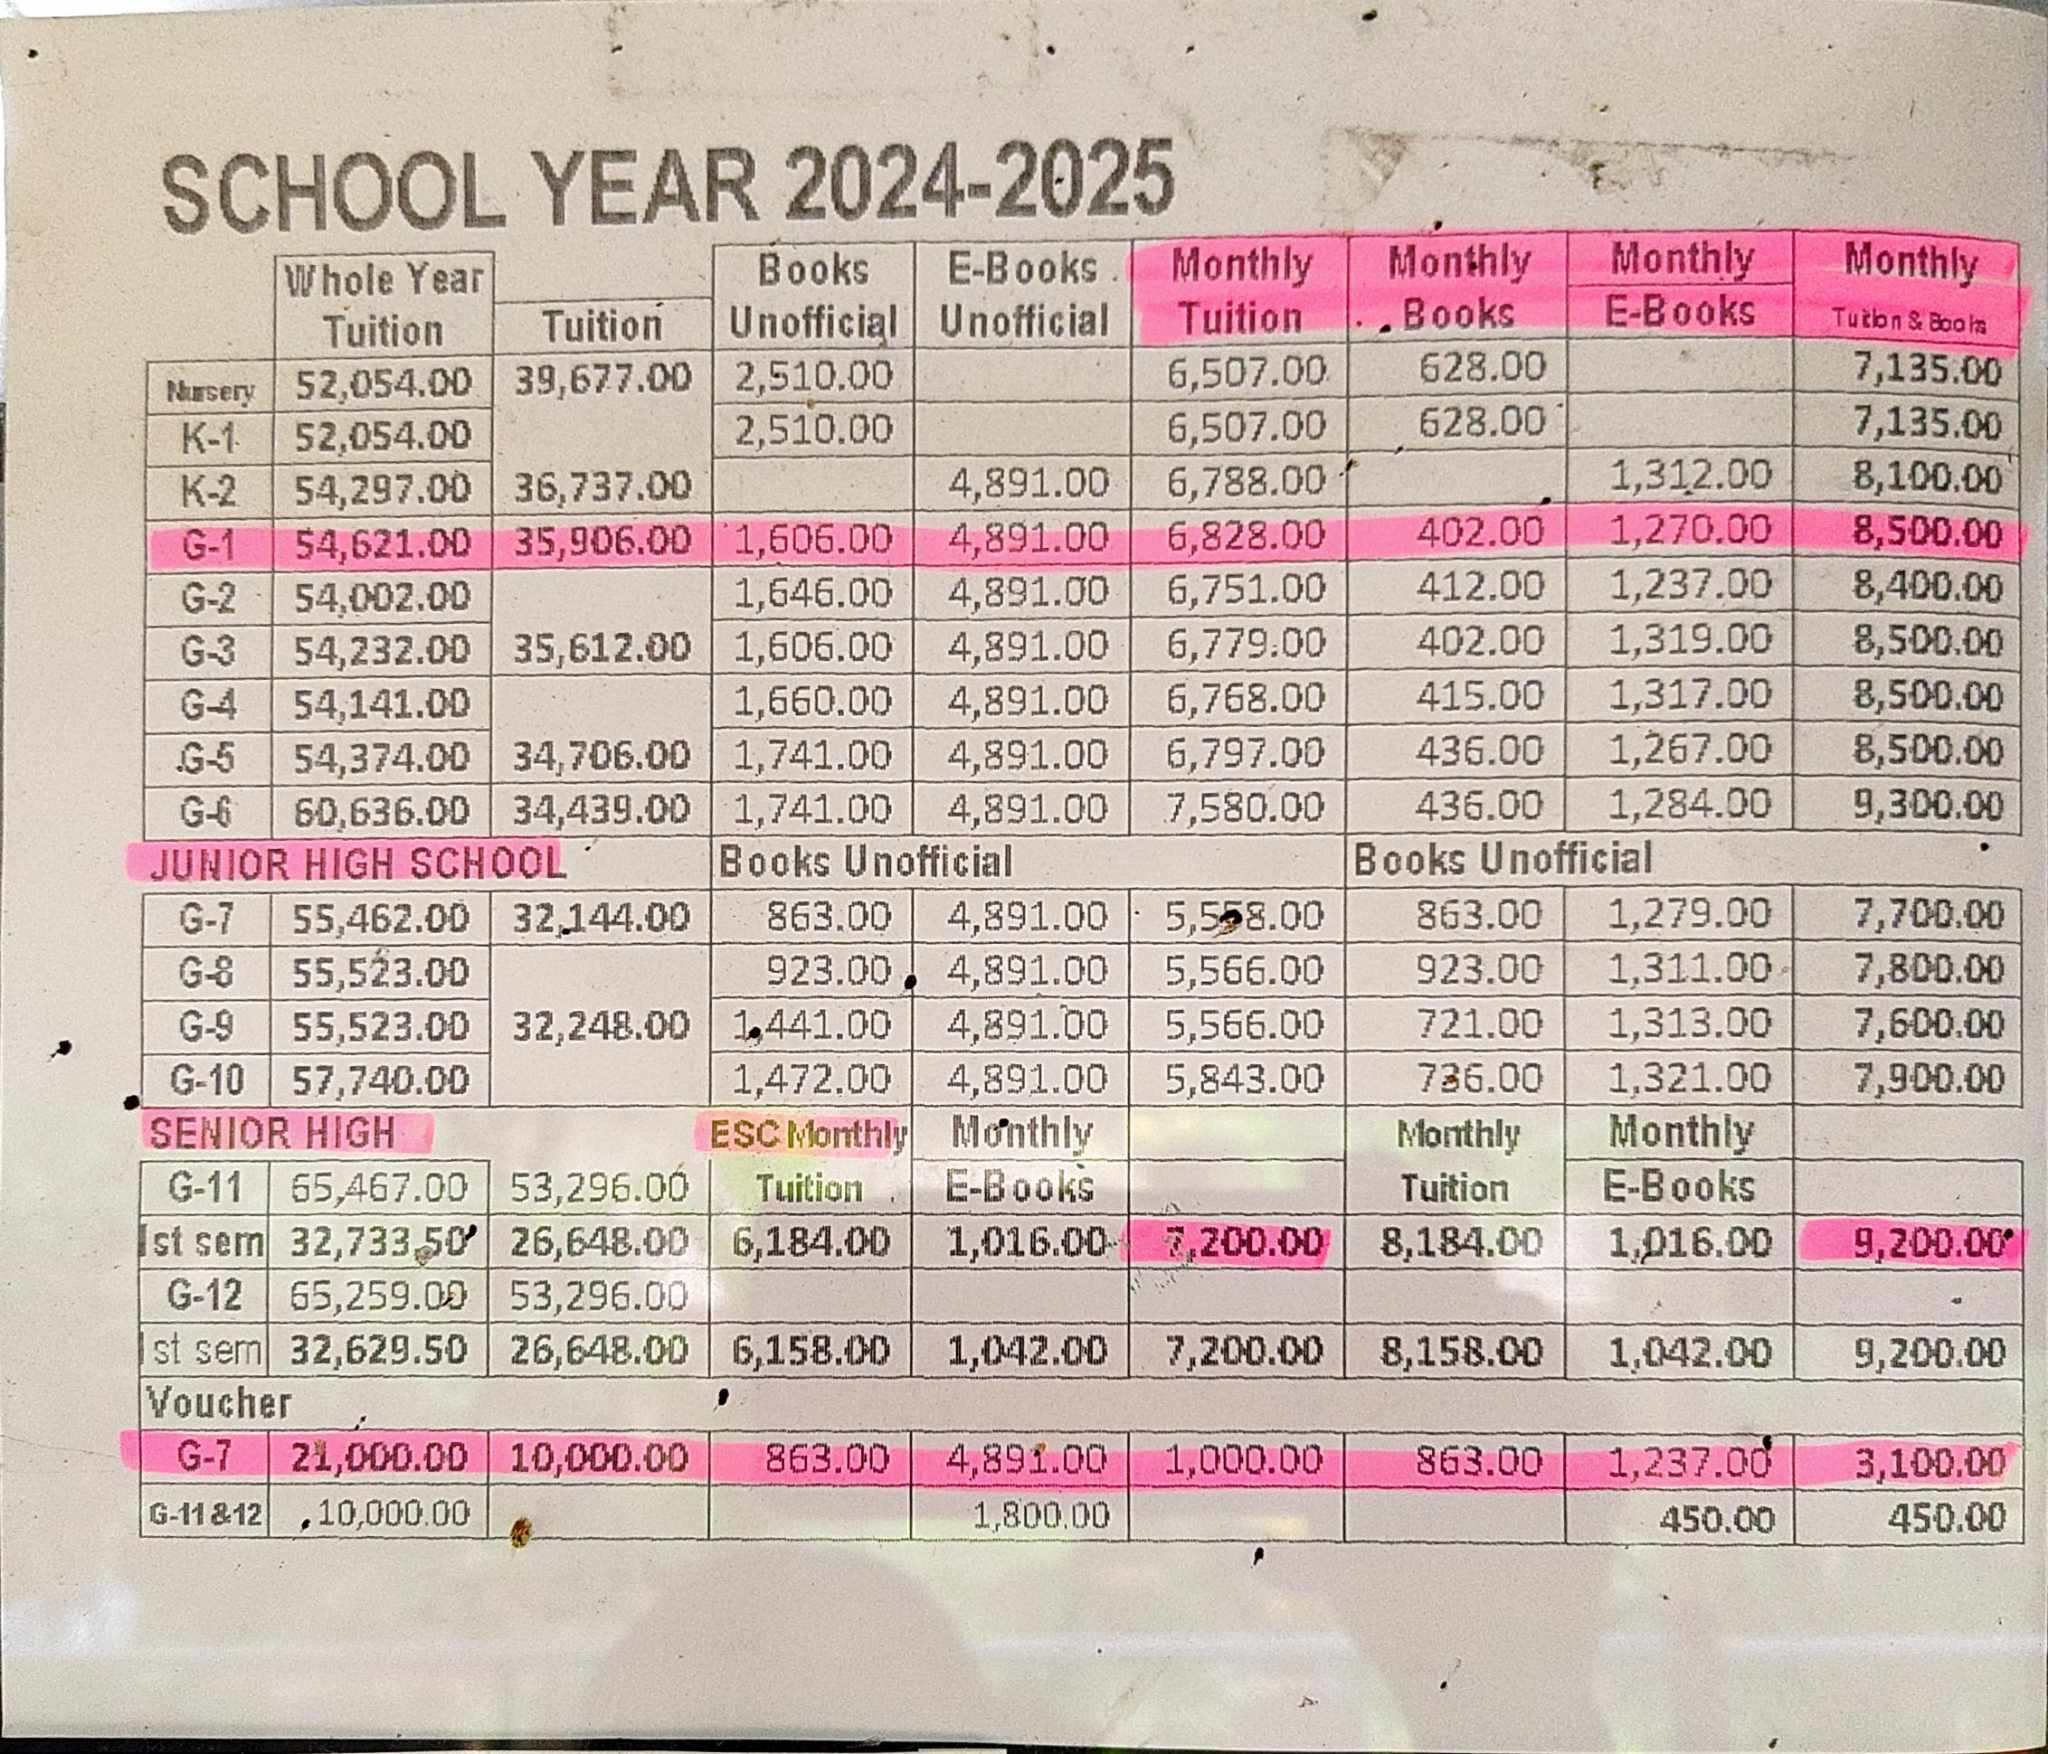 SCHOOL YEAR 2024-2025
Whole Year Tuition Tuition Books Unofficial E-Books Unofficial Monthly Tuition Monthly Books Monthly E-Books Monthly Tution & Books
Nursery 52,054.00 39,677.00 2,510.00 6,507.00 628.00 7,135.00
K-1 52,054.00 2,510.00 6,507.00 628.00 7,135.00
K-2 54,297.00 36,737.00 4,891.00 6,788.00 1,312.00 8,100.00
G-1 54,621.00 35,906.00 1,606.00 4,891.00 6,828.00 402.00 1,270.00 8,500.00
G-2 54,002.00 1,646.00 4,891.00 6,751.00 412.00 1,237.00 8,400.00
G-3 54,232.00 35,612.00 1,606.00 4,891.00 6,779.00 402.00 1,319.00 8,500.00
G-4 54,141.00 1,660.00 4,891.00 6,768.00 415.00 1,317.00 8,500.00
G-5 54,374.00 34,706.00 1,741.00 4,891.00 6,797.00 436.00 1,267.00 8,500.00
G-6 60,636.00 34,439.00 1,741.00 4,891.00 7,580.00 436.00 1,284.00 9,300.00
JUNIOR HIGH SCHOOL Books Unofficial Books Unofficial
G-7 55,462.00 32,144.00 863.00 4,891.00 5,558.00 863.00 1,279.00 7,700.00
G-8 55,523.00 923.00 4,891.00 5,566.00 923.00 1,311.00 7,800.00
G-9 55,523.00 32,248.00 1,441.00 4,891.00 5,566.00 721.00 1,313.00 7,600.00
G-10 57,740.00 1,472.00 4,891.00 5,843.00 736.00 1,321.00 7,900.00
SENIOR HIGH ESC Monthly Monthly Monthly Monthly
G-11 65,467.00 53,296.00 Tuition E-Books Tuition E-Books
1st sem 32,733.50 26,648.00 6,184.00 1,016.00 7,200.00 8,184.00 1,016.00 9,200.00
G-12 65,259.00 53,296.00
1st sem 32,629.50 26,648.00 6,158.00 1,042.00 7,200.00 8,158.00 1,042.00 9,200.00
Voucher
G-7 21,000.00 10,000.00 863.00 4,891.00 1,000.00 863.00 1,237.00 3,100.00
G-11&12 10,000.00 1,800.00 450.00 450.00